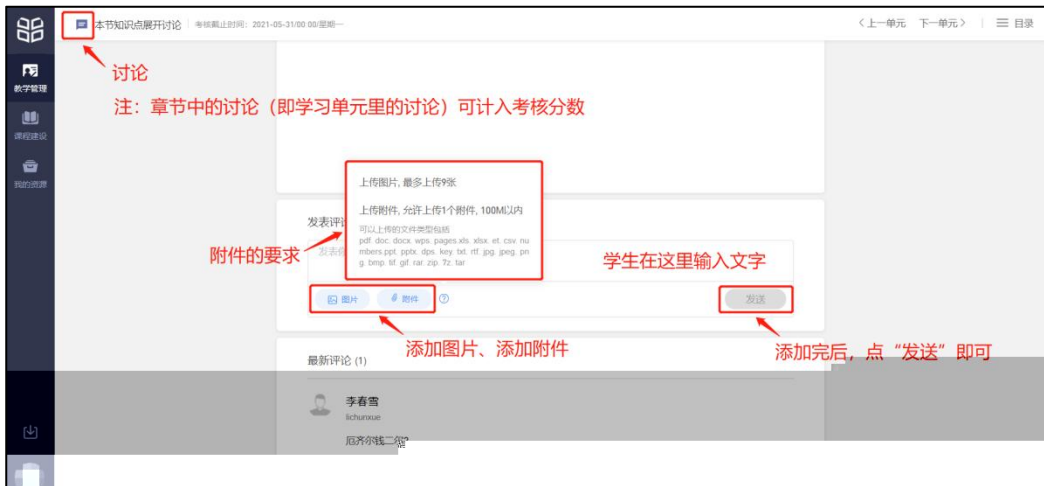 本节知识点展开讨论 考核截止时间: 2021-05-31/00:00/星期一
〈上一单元 下一单元〉 目录
讨论
教学管理
注:章节中的讨论(即学习单元里的讨论)可计入考核分数
课程建设
我的资源
上传图片, 最多上传9张
上传附件, 允许上传1个附件, 100M以内
发表评
可以上传的文件类型包括
pdf doc docx wps pages xls xlsx et csv nu
mbers ppt pptx dps key txt rtf jpg jpeg pn
g bmp tif gif rar zip 7z tar
附件的要求
学生在这里输入文字
图片 附件
发送
添加图片、添加附件
添加完后,点“发送”即可
最新评论 (1)
李春雪
lichunxue
厄齐尔钱二